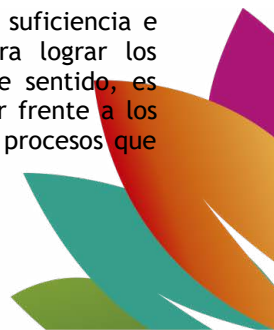 suficiencia e
ra lograr los
e sentido, es
r frente a los
procesos que